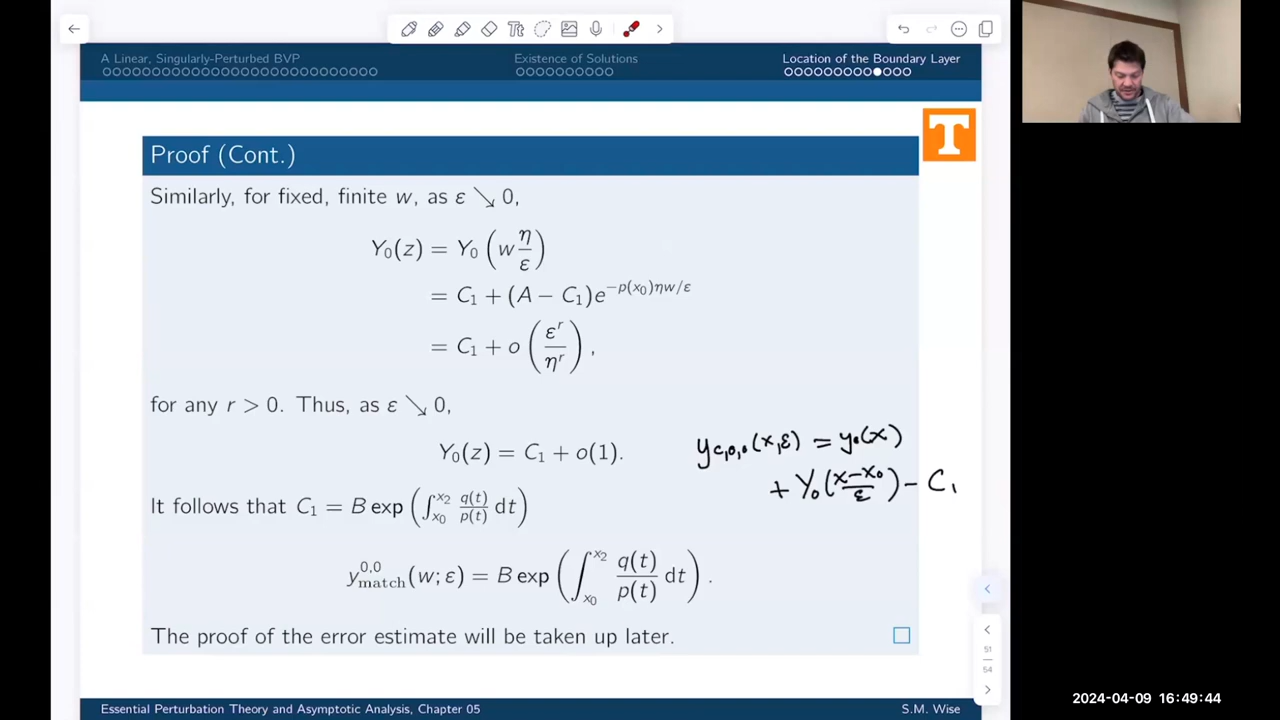 A Linear, Singularly-Perturbed BVP
Existence of Solutions
Location of the Boundary Layer
T
Proof (Cont.)
Similarly, for fixed, finite w, as ε ↘ 0,
Y₀(z) = Y₀ (w η/ε)
= C₁ + (A − C₁)e^{−p(x₀)ηw/ε}
= C₁ + o (ε^r/η^r) ,
for any r > 0. Thus, as ε ↘ 0,
Y₀(z) = C₁ + o(1).
y_{c,0,0}(x,ε) = y₀(x)
+ Y₀((x−x₀)/ε) − C₁
It follows that C₁ = B exp (∫_{x₀}^{x₂} q(t)/p(t) dt)
y_{match}^{0,0}(w; ε) = B exp (∫_{x₀}^{x₂} q(t)/p(t) dt) .
The proof of the error estimate will be taken up later.
51
54
Essential Perturbation Theory and Asymptotic Analysis, Chapter 05
S.M. Wise
2024-04-09 16:49:44